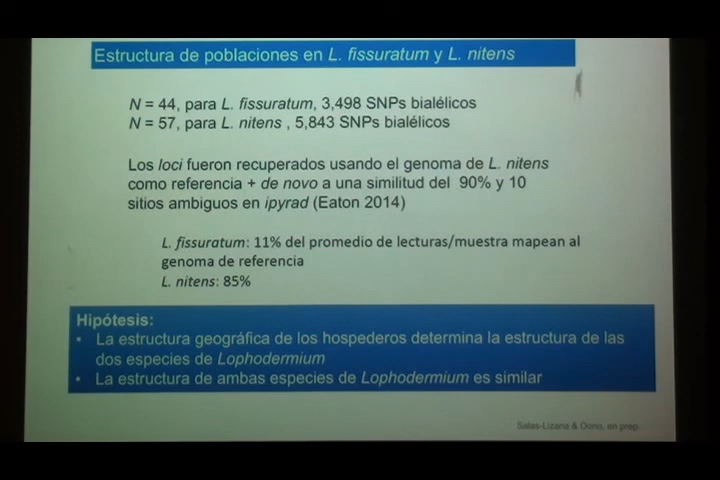 Estructura de poblaciones en L. fissuratum y L. nitens
N = 44, para L. fissuratum, 3,498 SNPs bialélicos
N = 57, para L. nitens , 5,843 SNPs bialélicos
Los loci fueron recuperados usando el genoma de L. nitens
como referencia + de novo a una similitud del 90% y 10
sitios ambiguos en ipyrad (Eaton 2014)
L. fissuratum: 11% del promedio de lecturas/muestra mapean al
genoma de referencia
L. nitens: 85%
Hipótesis:
• La estructura geográfica de los hospederos determina la estructura de las
dos especies de Lophodermium
• La estructura de ambas especies de Lophodermium es similar
Salas-Lizana & Oono, en prep.